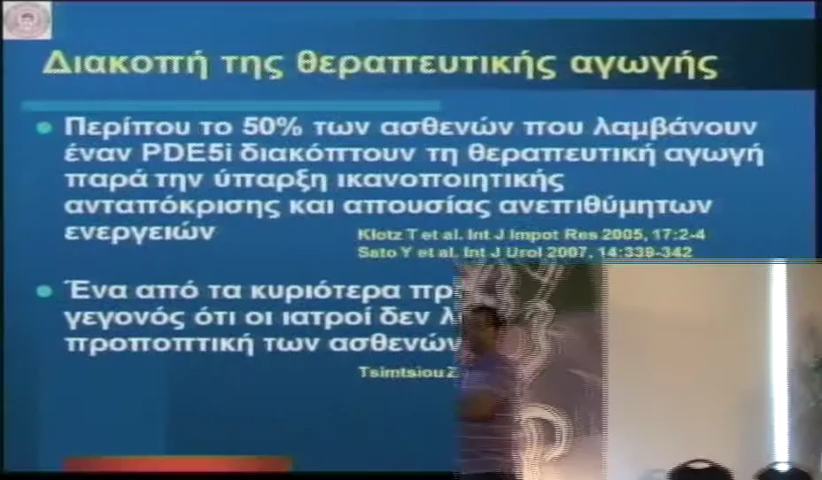 Διακοπή της θεραπευτικής αγωγής
Περίπου το 50% των ασθενών που λαμβάνουν
έναν PDE5i διακόπτουν τη θεραπευτική αγωγή
παρά την ύπαρξη ικανοποιητικής
ανταπόκρισης και απουσίας ανεπιθύμητων
ενεργειών
Klotz T et al. Int J Impot Res 2005, 17:2-4
Sato Y et al. Int J Urol 2007, 14:339-342
Ένα από τα κυριότερα πρ
γεγονός ότι οι ιατροί δεν λ
προποπτική των ασθενών
Tsimtsiou Z